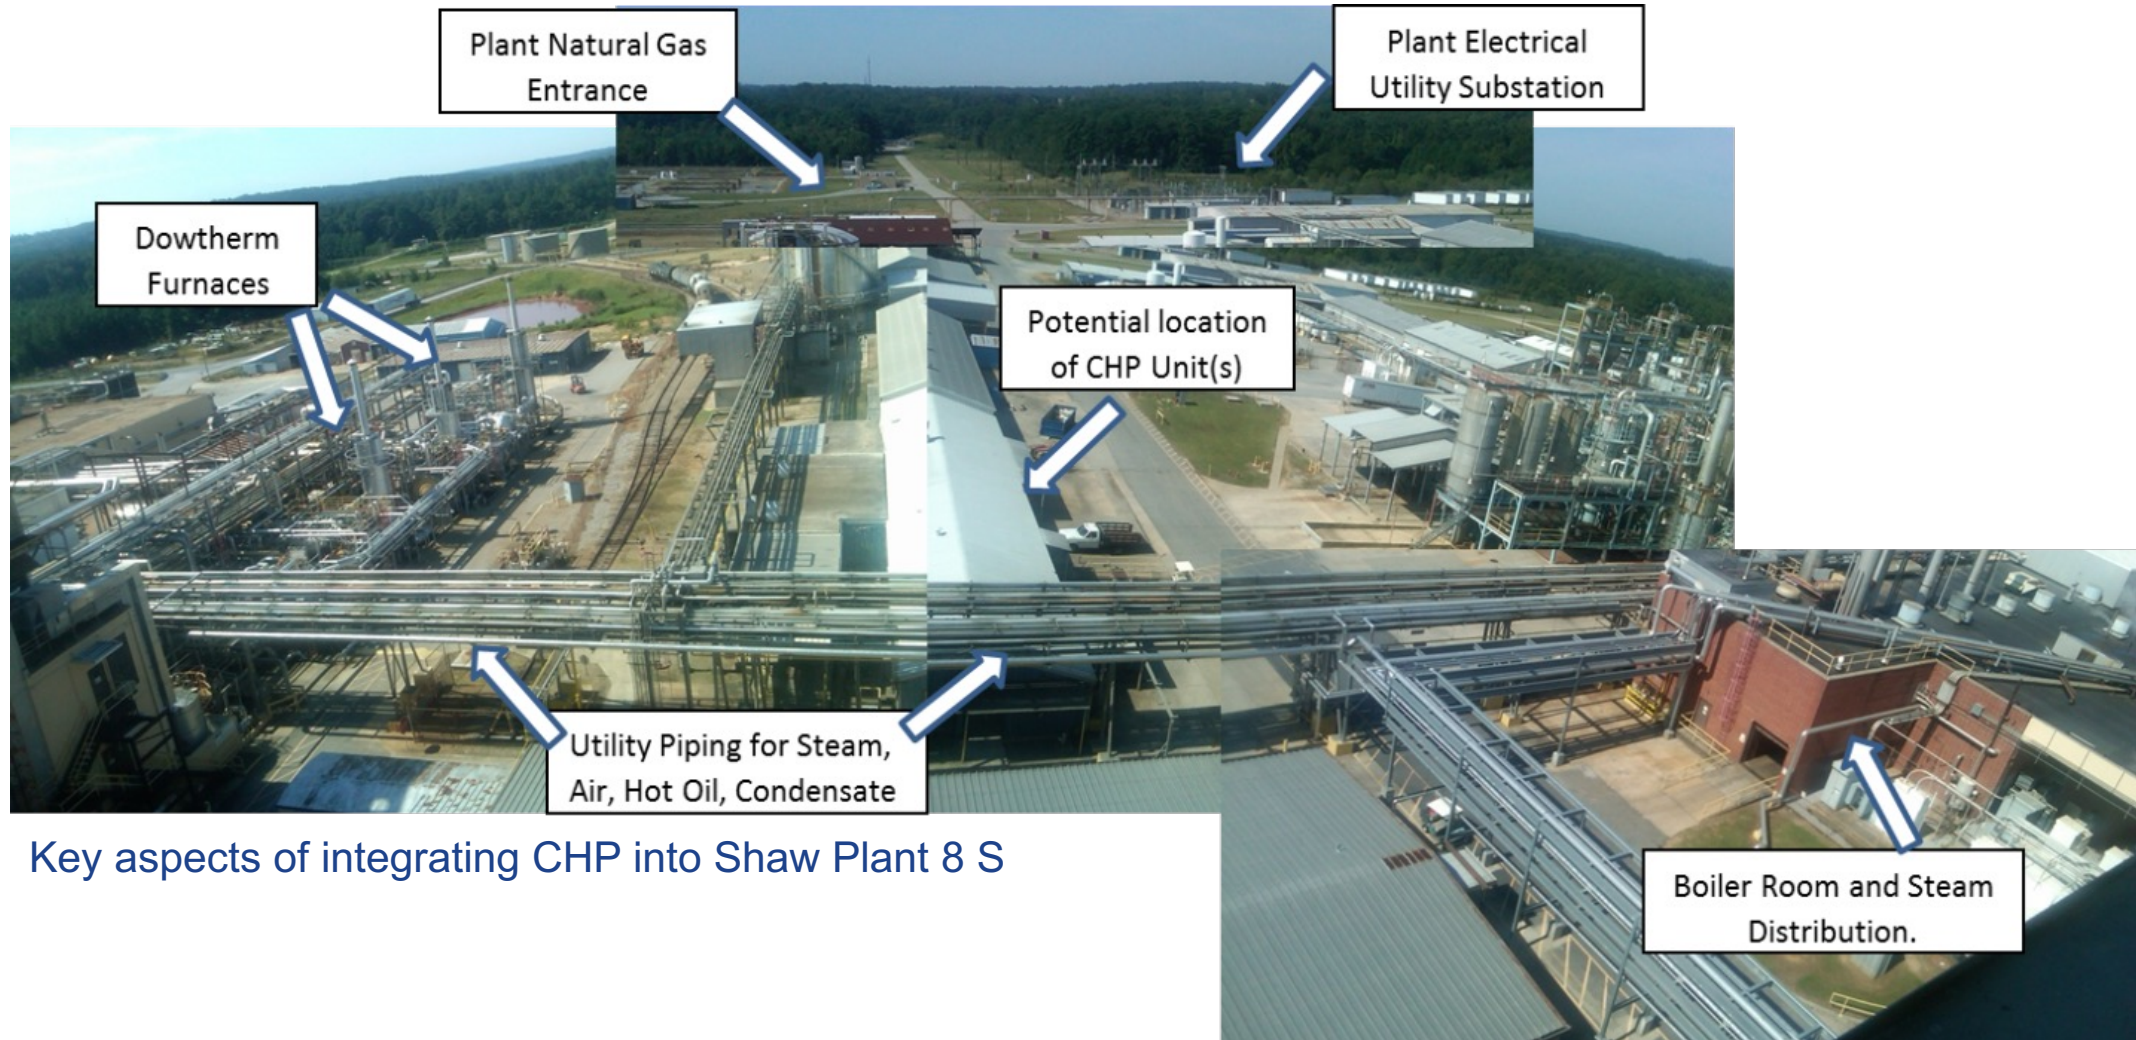 Plant Natural Gas
Entrance
Plant Electrical
Utility Substation
Dowtherm
Furnaces
Potential location
of CHP Unit(s)
Utility Piping for Steam,
Air, Hot Oil, Condensate
Key aspects of integrating CHP into Shaw Plant 8 S
Boiler Room and Steam
Distribution.